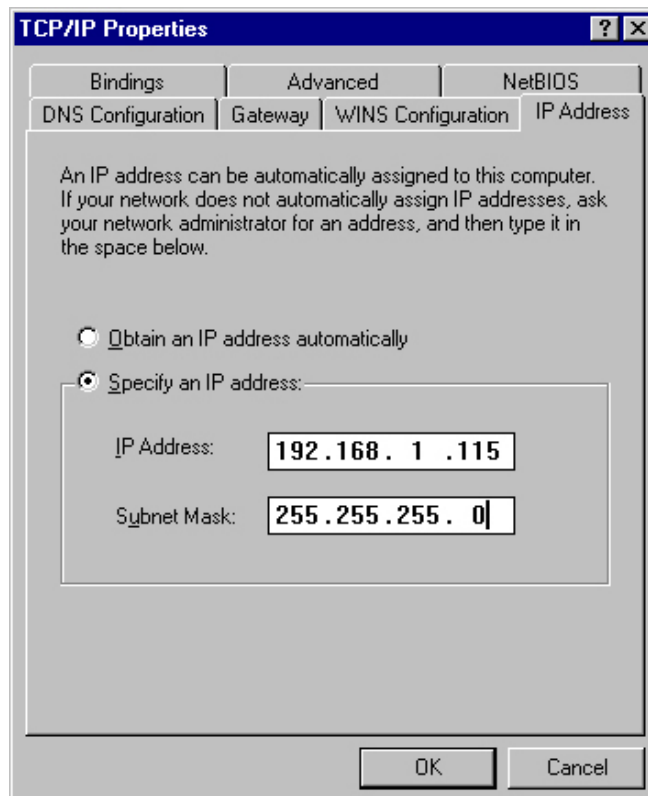 TCP/IP Properties
Bindings Advanced NetBIOS
DNS Configuration Gateway WINS Configuration IP Address
An IP address can be automatically assigned to this computer.
If your network does not automatically assign IP addresses, ask
your network administrator for an address, and then type it in
the space below.
Obtain an IP address automatically
Specify an IP address:
IP Address: 192.168. 1 .115
Subnet Mask: 255.255.255. 0
OK Cancel